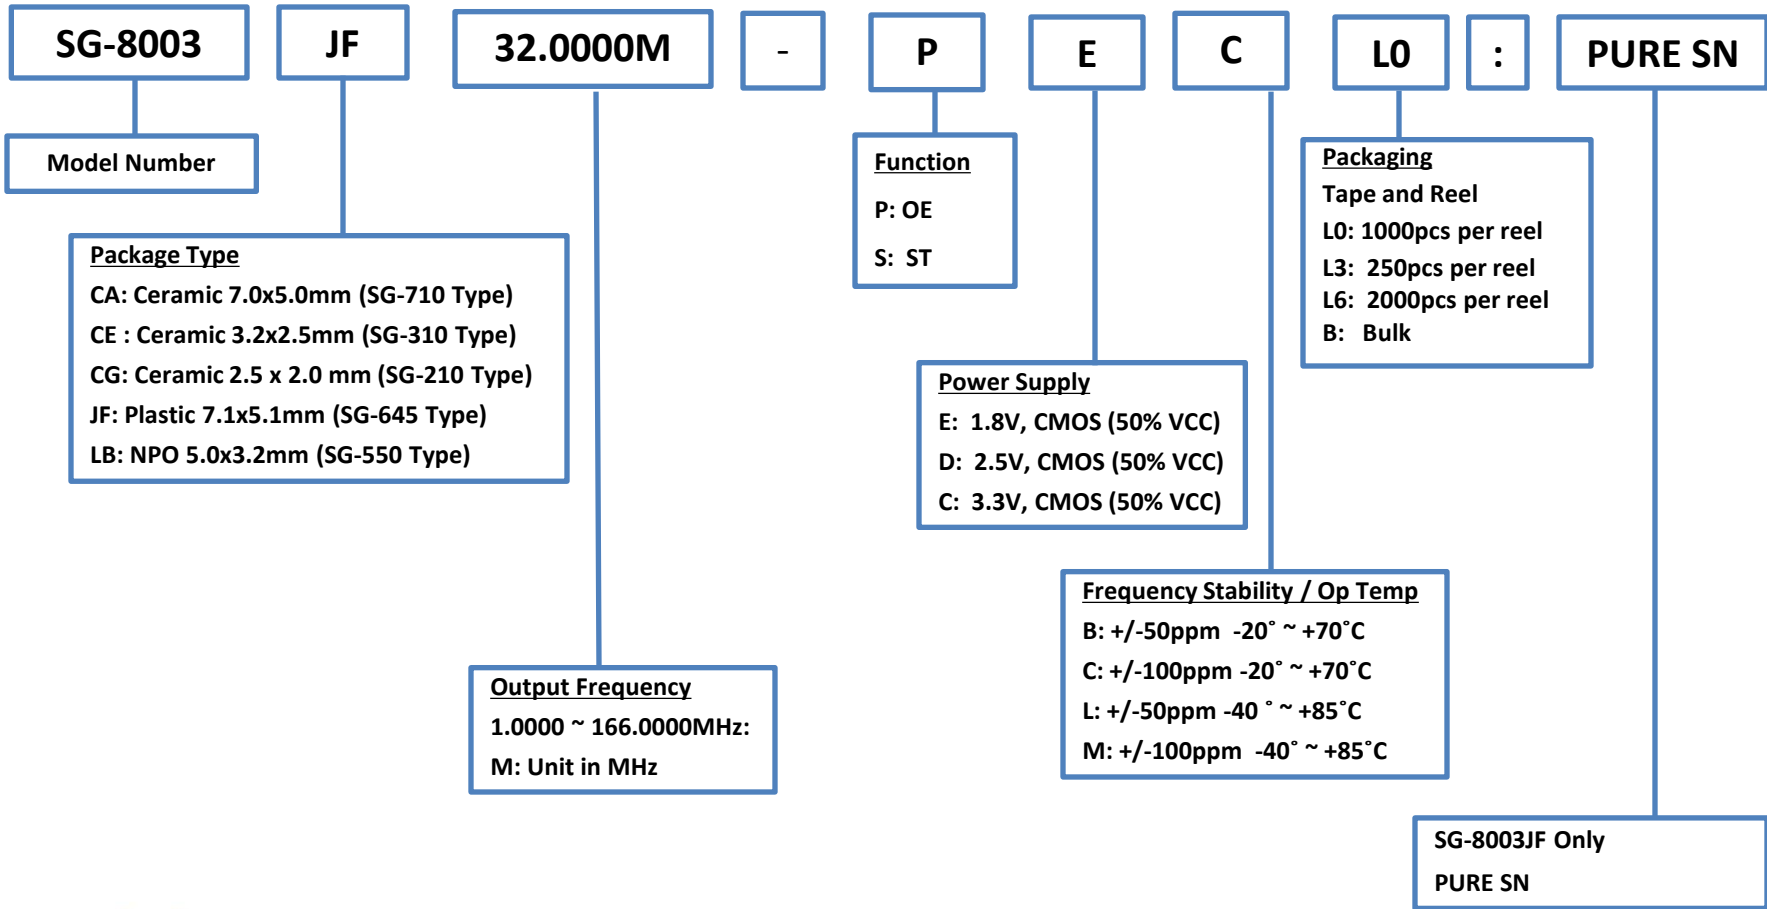 SG-8003 JF 32.0000M - P E C L0 : PURE SN
Model Number
Package Type
CA: Ceramic 7.0x5.0mm (SG-710 Type)
CE : Ceramic 3.2x2.5mm (SG-310 Type)
CG: Ceramic 2.5 x 2.0 mm (SG-210 Type)
JF: Plastic 7.1x5.1mm (SG-645 Type)
LB: NPO 5.0x3.2mm (SG-550 Type)
Output Frequency
1.0000 ~ 166.0000MHz:
M: Unit in MHz
Function
P: OE
S: ST
Power Supply
E: 1.8V, CMOS (50% VCC)
D: 2.5V, CMOS (50% VCC)
C: 3.3V, CMOS (50% VCC)
Frequency Stability / Op Temp
B: +/-50ppm -20˚ ~ +70˚C
C: +/-100ppm -20˚ ~ +70˚C
L: +/-50ppm -40 ˚ ~ +85˚C
M: +/-100ppm -40˚ ~ +85˚C
Packaging
Tape and Reel
L0: 1000pcs per reel
L3: 250pcs per reel
L6: 2000pcs per reel
B: Bulk
SG-8003JF Only
PURE SN